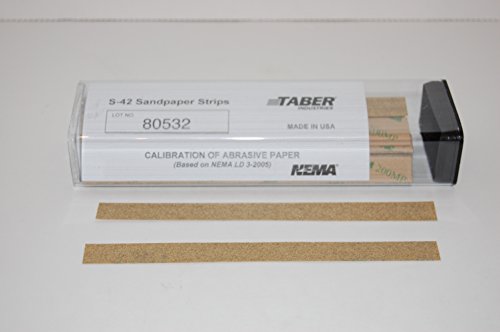 S-42 Sandpaper Strips
TABER
INDUSTRIES
LOT NO.
80532
MADE IN USA
CALIBRATION OF ABRASIVE PAPER
(Based on NEMA LD 3-2005)
NEMA
200MP